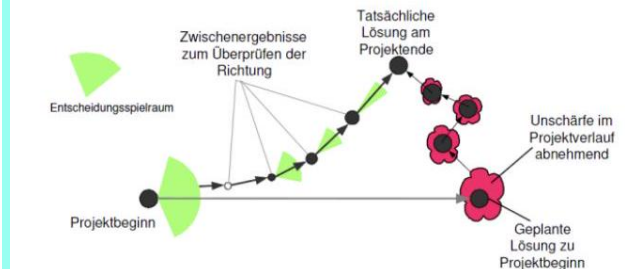 Tatsächliche
Lösung am
Projektende
Zwischenergebnisse
zum Überprüfen der
Richtung
Entscheidungsspielraum
Unschärfe im
Projektverlauf
abnehmend
Projektbeginn
Geplante
Lösung zu
Projektbeginn